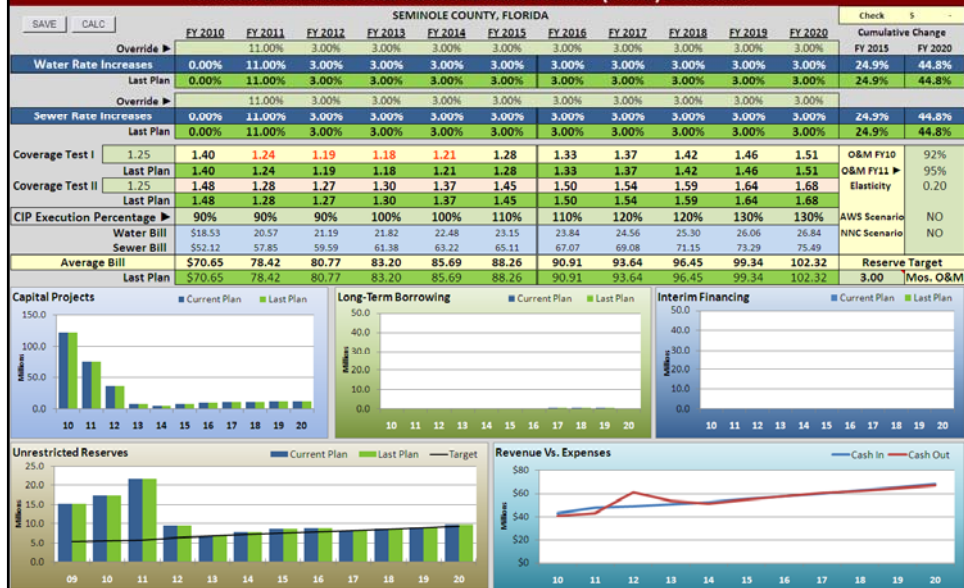 SEMINOLE COUNTY, FLORIDA
SAVE CALC Check 5 -
FY 2010 FY 2011 FY 2012 FY 2013 FY 2014 FY 2015 FY 2016 FY 2017 FY 2018 FY 2019 FY 2020 Cumulative Change
Override ► 11.00% 3.00% 3.00% 3.00% 3.00% 3.00% 3.00% 3.00% 3.00% 3.00% FY 2015 FY 2020
Water Rate Increases 0.00% 11.00% 3.00% 3.00% 3.00% 3.00% 3.00% 3.00% 3.00% 3.00% 3.00% 24.9% 44.8%
Last Plan 0.00% 11.00% 3.00% 3.00% 3.00% 3.00% 3.00% 3.00% 3.00% 3.00% 3.00% 24.9% 44.8%
Override ► 11.00% 3.00% 3.00% 3.00% 3.00% 3.00% 3.00% 3.00% 3.00% 3.00%
Sewer Rate Increases 0.00% 11.00% 3.00% 3.00% 3.00% 3.00% 3.00% 3.00% 3.00% 3.00% 3.00% 24.9% 44.8%
Last Plan 0.00% 11.00% 3.00% 3.00% 3.00% 3.00% 3.00% 3.00% 3.00% 3.00% 3.00% 24.9% 44.8%
Coverage Test I 1.25 1.40 1.24 1.19 1.18 1.21 1.28 1.33 1.37 1.42 1.46 1.51 O&M FY10 92%
Last Plan 1.40 1.24 1.19 1.18 1.21 1.28 1.33 1.37 1.42 1.46 1.51 O&M FY11 ► 95%
Coverage Test II 1.25 1.48 1.28 1.27 1.30 1.37 1.45 1.50 1.54 1.59 1.64 1.68 Elasticity 0.20
Last Plan 1.48 1.28 1.27 1.30 1.37 1.45 1.50 1.54 1.59 1.64 1.68
CIP Execution Percentage ► 90% 90% 90% 100% 100% 110% 110% 120% 120% 130% 130% AWS Scenario NO
Water Bill $18.53 20.57 21.19 21.82 22.48 23.15 23.84 24.56 25.30 26.06 26.84 NNC Scenario NO
Sewer Bill $52.12 57.85 59.59 61.38 63.22 65.11 67.07 69.08 71.15 73.29 75.49
Average Bill $70.65 78.42 80.77 83.20 85.69 88.26 90.91 93.64 96.45 99.34 102.32 Reserve Target
Last Plan $70.65 78.42 80.77 83.20 85.69 88.26 90.91 93.64 96.45 99.34 102.32 3.00 Mos. O&M
Capital Projects Current Plan Last Plan
150.0
100.0
50.0
0.0
Millions
10 11 12 13 14 15 16 17 18 19 20
Long-Term Borrowing Current Plan Last Plan
50.0
40.0
30.0
20.0
10.0
0.0
Millions
10 11 12 13 14 15 16 17 18 19 20
Interim Financing Current Plan Last Plan
50.0
40.0
30.0
20.0
10.0
0.0
Millions
10 11 12 13 14 15 16 17 18 19 20
Unrestricted Reserves Current Plan Last Plan Target
25.0
20.0
15.0
10.0
5.0
0.0
Millions
09 10 11 12 13 14 15 16 17 18 19 20
Revenue Vs. Expenses Cash In Cash Out
$80
$60
$40
$20
$0
Millions
10 11 12 13 14 15 16 17 18 19 20